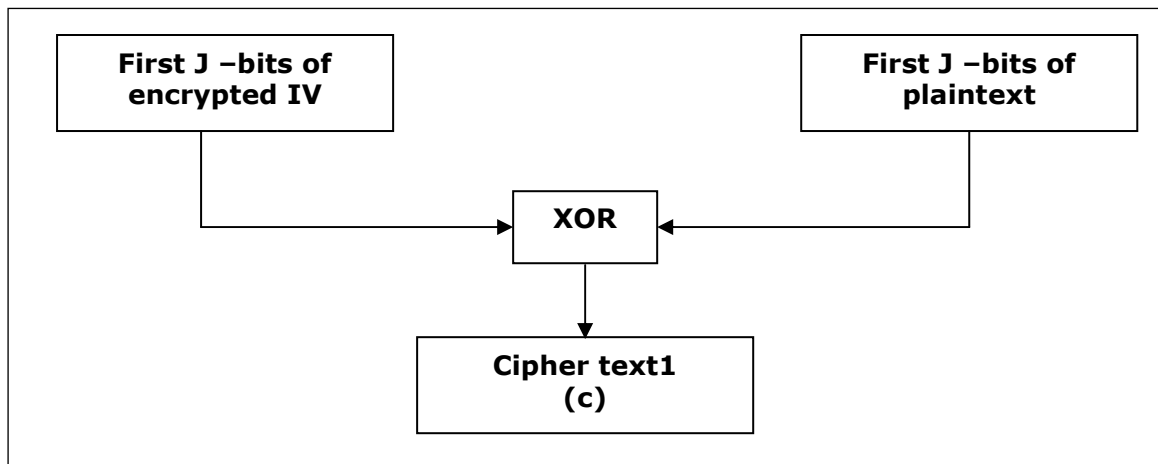 First J –bits of
encrypted IV
First J –bits of
plaintext
XOR
Cipher text1
(c)